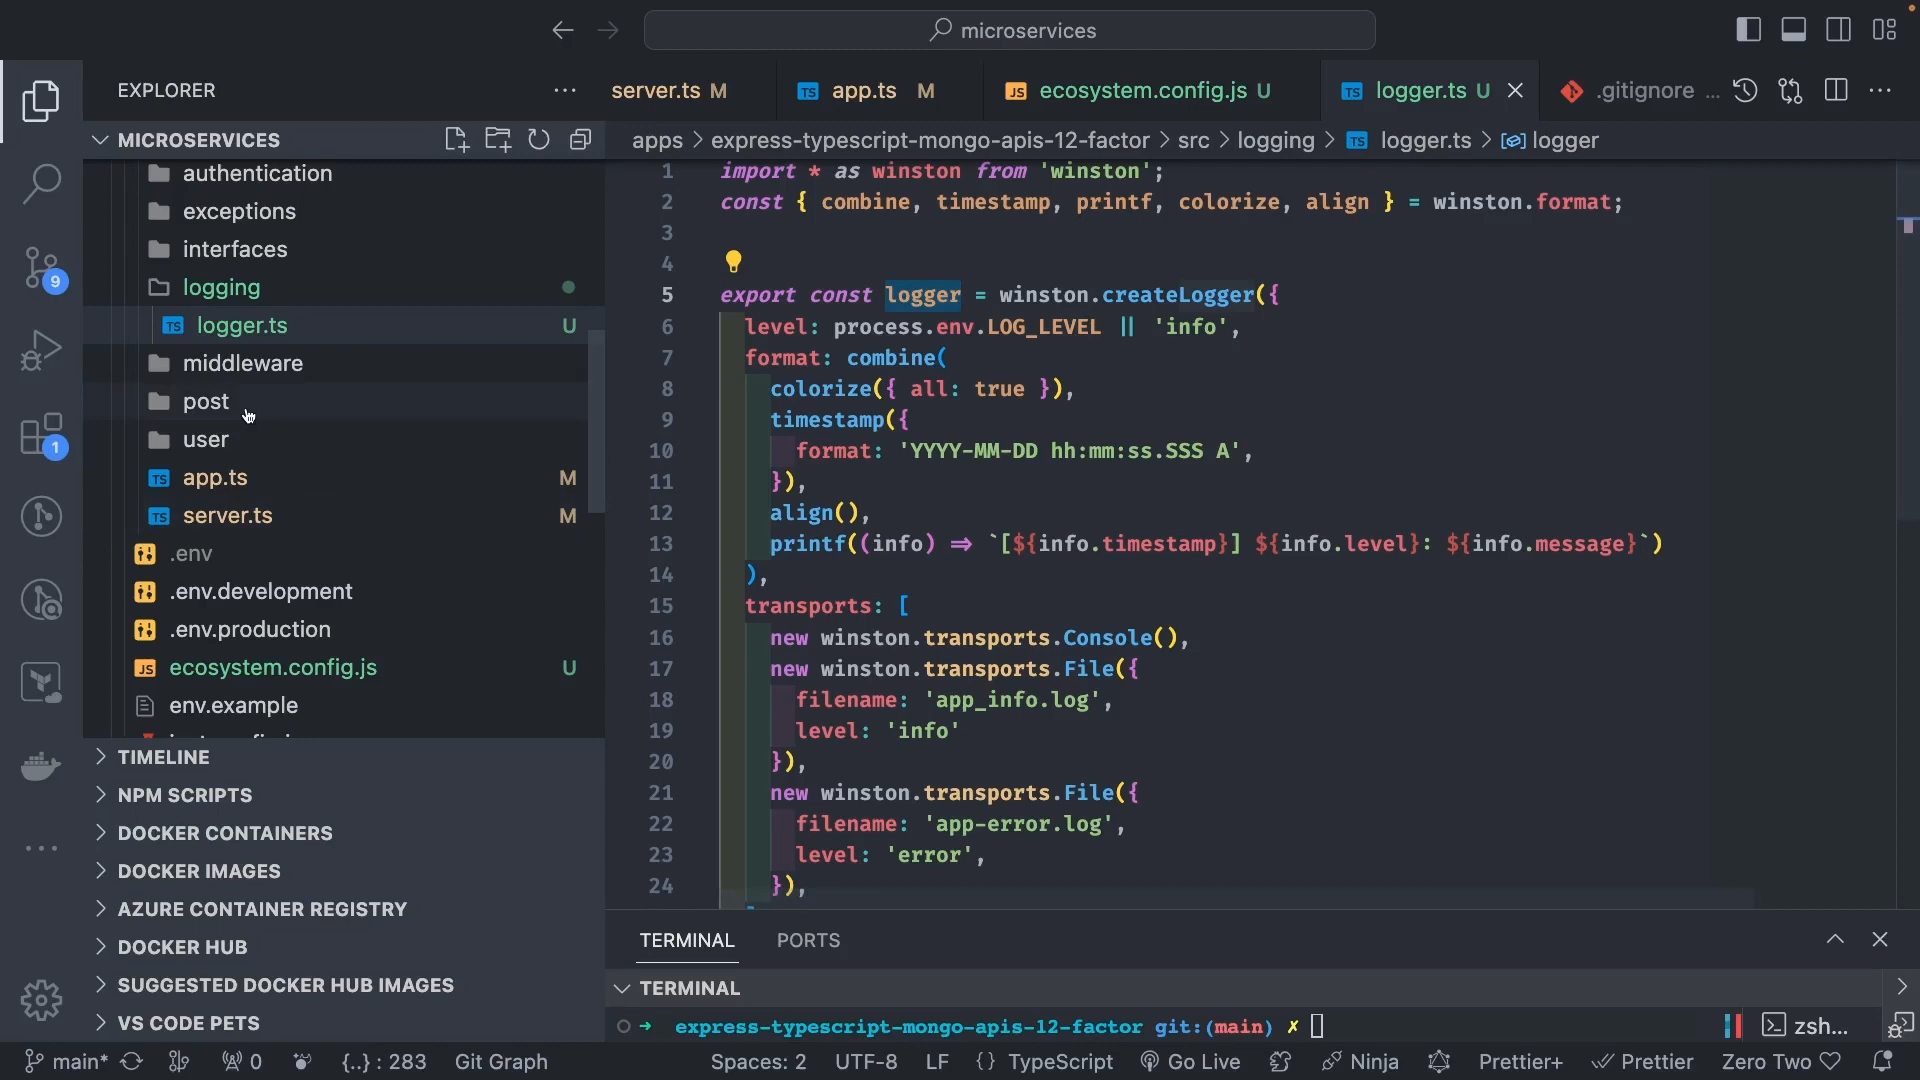 microservices
EXPLORER
server.ts M
TS app.ts M
JS ecosystem.config.js U
TS logger.ts U
.gitignore ...
MICROSERVICES
apps > express-typescript-mongo-apis-12-factor > src > logging > TS logger.ts > logger
authentication
exceptions
interfaces
logging
TS logger.ts U
middleware
post
user
TS app.ts M
TS server.ts M
.env
.env.development
.env.production
JS ecosystem.config.js U
env.example
9
1
TIMELINE
NPM SCRIPTS
DOCKER CONTAINERS
DOCKER IMAGES
AZURE CONTAINER REGISTRY
DOCKER HUB
SUGGESTED DOCKER HUB IMAGES
VS CODE PETS
1 import * as winston from 'winston';
2 const { combine, timestamp, printf, colorize, align } = winston.format;
3
4
5 export const logger = winston.createLogger({
6 level: process.env.LOG_LEVEL || 'info',
7 format: combine(
8 colorize({ all: true }),
9 timestamp({
10 format: 'YYYY-MM-DD hh:mm:ss.SSS A',
11 }),
12 align(),
13 printf((info) => `[${info.timestamp}] ${info.level}: ${info.message}`)
14 ),
15 transports: [
16 new winston.transports.Console(),
17 new winston.transports.File({
18 filename: 'app_info.log',
19 level: 'info'
20 }),
21 new winston.transports.File({
22 filename: 'app-error.log',
23 level: 'error',
24 }),
TERMINAL PORTS
TERMINAL
→ express-typescript-mongo-apis-12-factor git:(main) ✗
zsh...
main* 0 {..} : 283 Git Graph Spaces: 2 UTF-8 LF {} TypeScript Go Live Ninja Prettier+ Prettier Zero Two